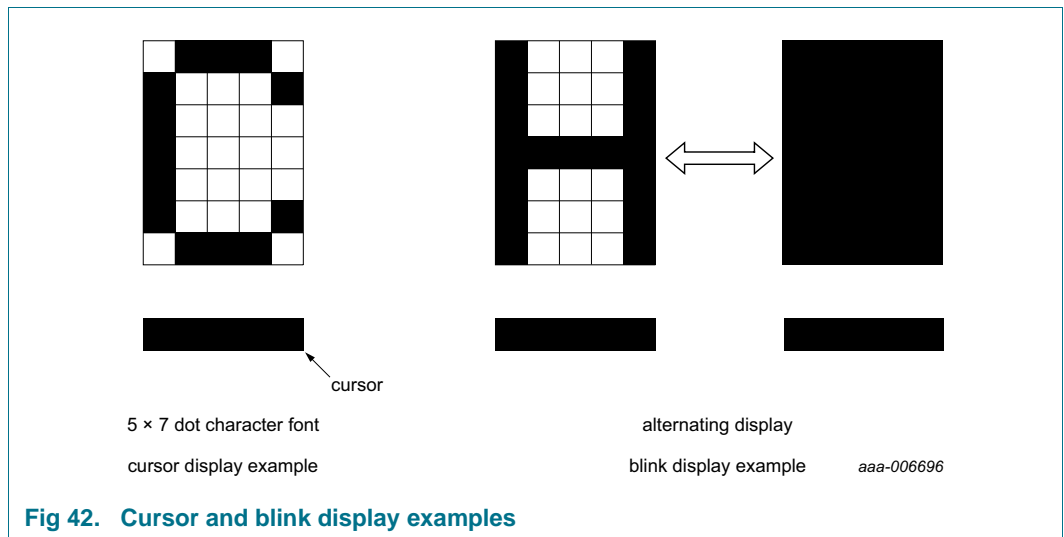 cursor
5 × 7 dot character font
cursor display example
alternating display
blink display example
aaa-006696
Fig 42. Cursor and blink display examples